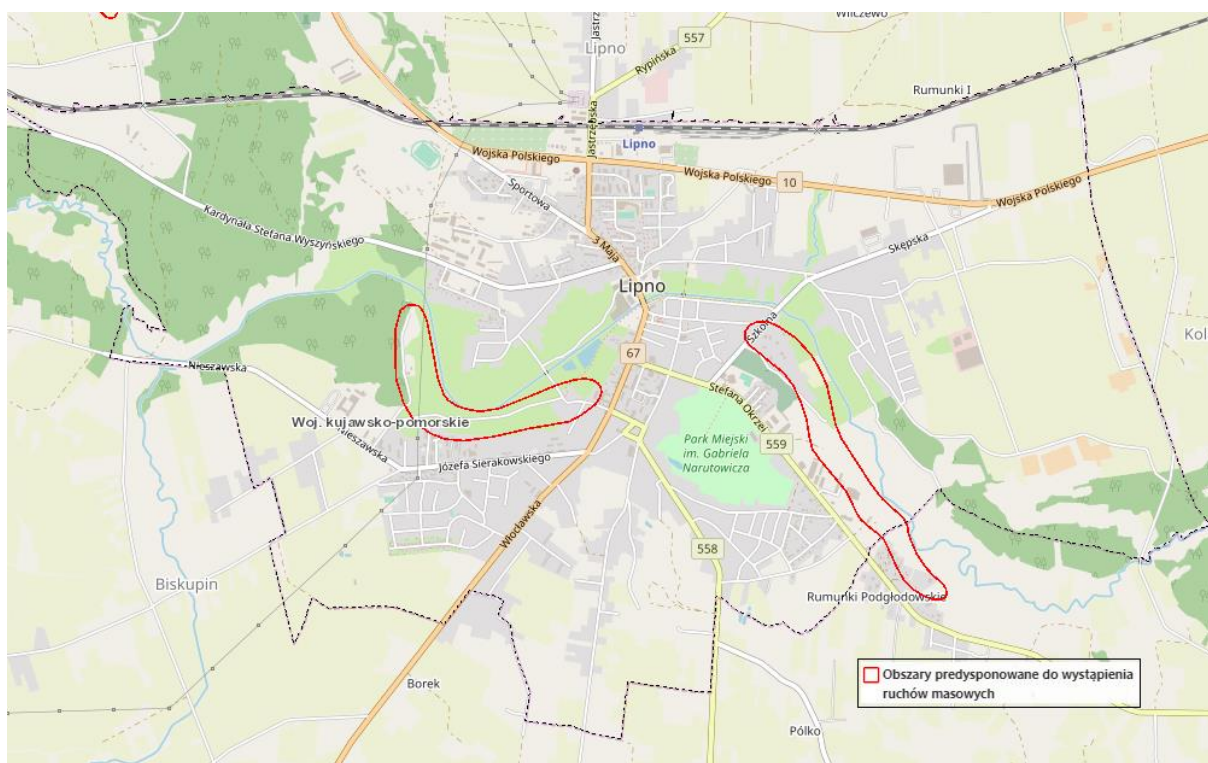 Wilczewo
557
Jastrz
Lipno
Rypińska
Rumunki I
Jastrzębska
Lipno
Wojska Polskiego
Wojska Polskiego
10
Wojska Polskiego
Sportowa
Kardynała Stefana Wyszyńskiego
3 Maja
Skępska
Lipno
Szkolna
Kol
67
Nieszawska
Stefana Okrzei
Woj. kujawsko-pomorskie
Nieszawska
Park Miejski
im. Gabriela
Narutowicza
559
Józefa Sierakowskiego
Włocławska
558
Biskupin
Rumunki Podgłodowskie
Obszary predysponowane do wystąpienia
ruchów masowych
Borek
Pólko